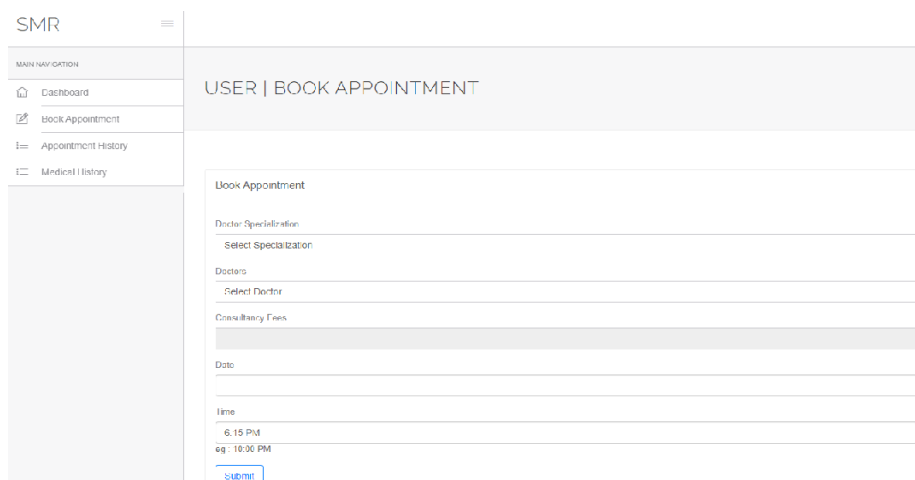 SMR
MAIN NAVIGATION
Dashboard
Book Appointment
Appointment History
Medical History
USER | BOOK APPOINTMENT
Book Appointment
Doctor Specialization
Select Specialization
Doctors
Select Doctor
Consultancy Fees
Date
Time
6:15 PM
eg : 10:00 PM
Submit